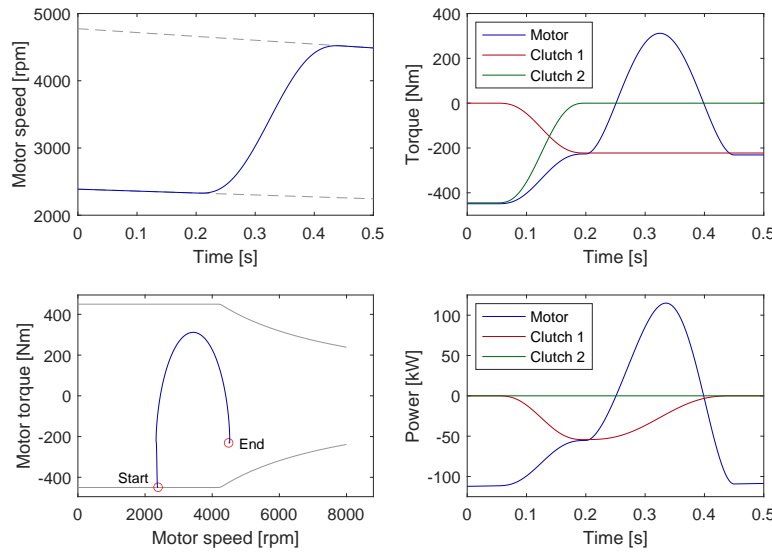 Motor speed [rpm]
5000
4000
3000
2000
0 0.1 0.2 0.3 0.4 0.5
Time [s]
Torque [Nm]
400
200
0
-200
-400
Motor
Clutch 1
Clutch 2
0 0.1 0.2 0.3 0.4 0.5
Time [s]
Motor torque [Nm]
400
200
0
-200
-400
Start
End
0 2000 4000 6000 8000
Motor speed [rpm]
Power [kW]
100
50
0
-50
-100
Motor
Clutch 1
Clutch 2
0 0.1 0.2 0.3 0.4 0.5
Time [s]